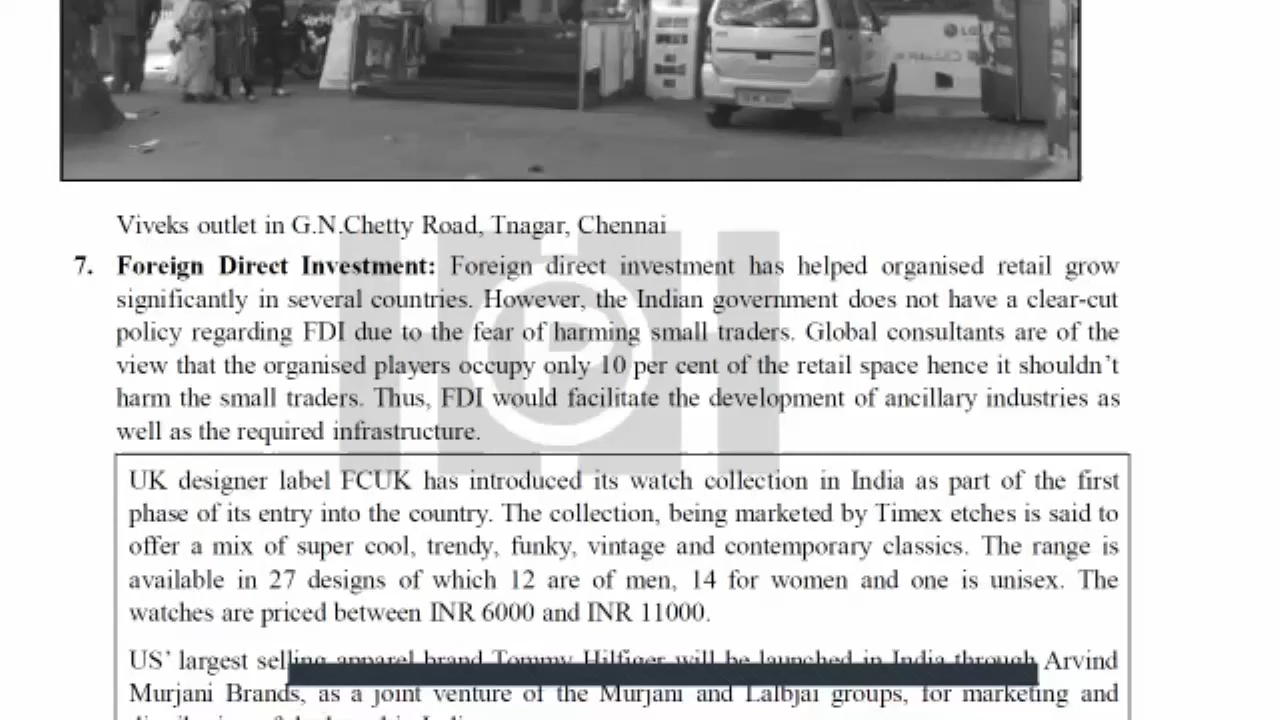 LG
Viveks outlet in G.N.Chetty Road, Tnagar, Chennai
7. Foreign Direct Investment: Foreign direct investment has helped organised retail grow
significantly in several countries. However, the Indian government does not have a clear-cut
policy regarding FDI due to the fear of harming small traders. Global consultants are of the
view that the organised players occupy only 10 per cent of the retail space hence it shouldn't
harm the small traders. Thus, FDI would facilitate the development of ancillary industries as
well as the required infrastructure.
UK designer label FCUK has introduced its watch collection in India as part of the first
phase of its entry into the country. The collection, being marketed by Timex etches is said to
offer a mix of super cool, trendy, funky, vintage and contemporary classics. The range is
available in 27 designs of which 12 are of men, 14 for women and one is unisex. The
watches are priced between INR 6000 and INR 11000.
US' largest selling apparel brand Tommy Hilfiger will be launched in India through Arvind
Murjani Brands, as a joint venture of the Murjani and Lalbjai groups, for marketing and